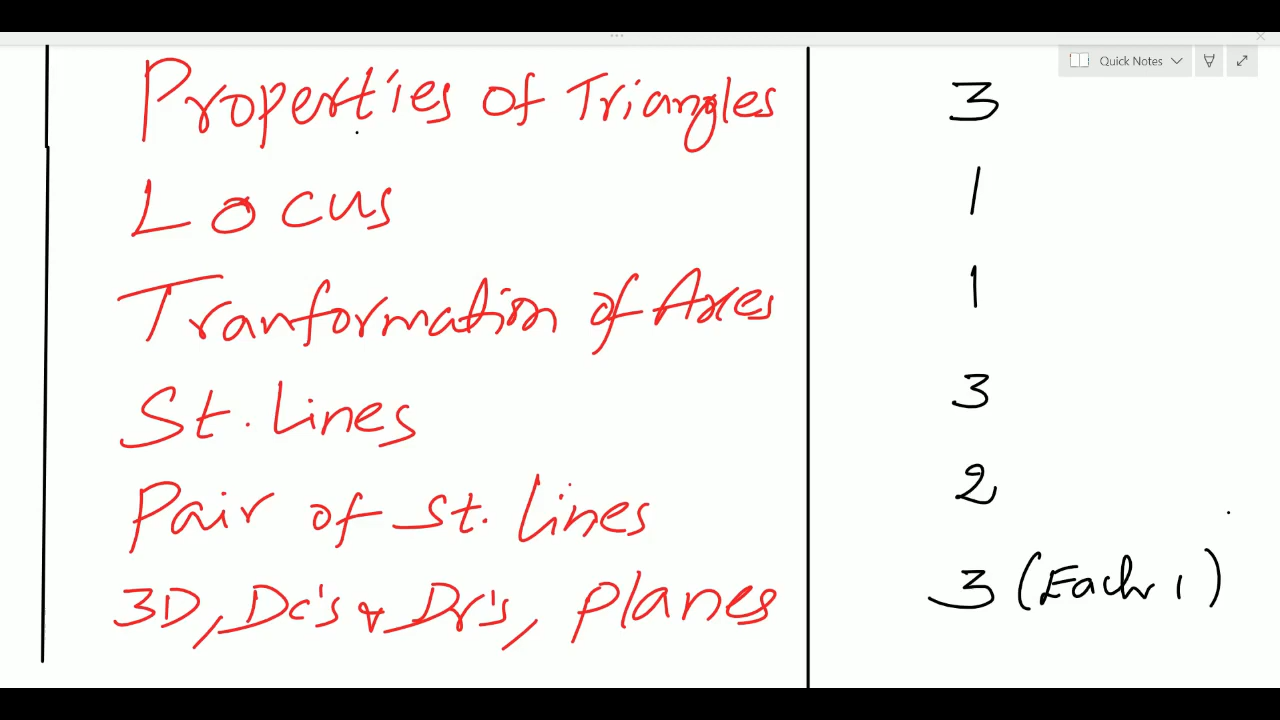 Quick Notes
Properties of Triangles 3
Locus 1
Tranformation of Axes 1
St. lines 3
Pair of St. lines 2
3D, Dc's & Dr's, planes 3 (Each 1)